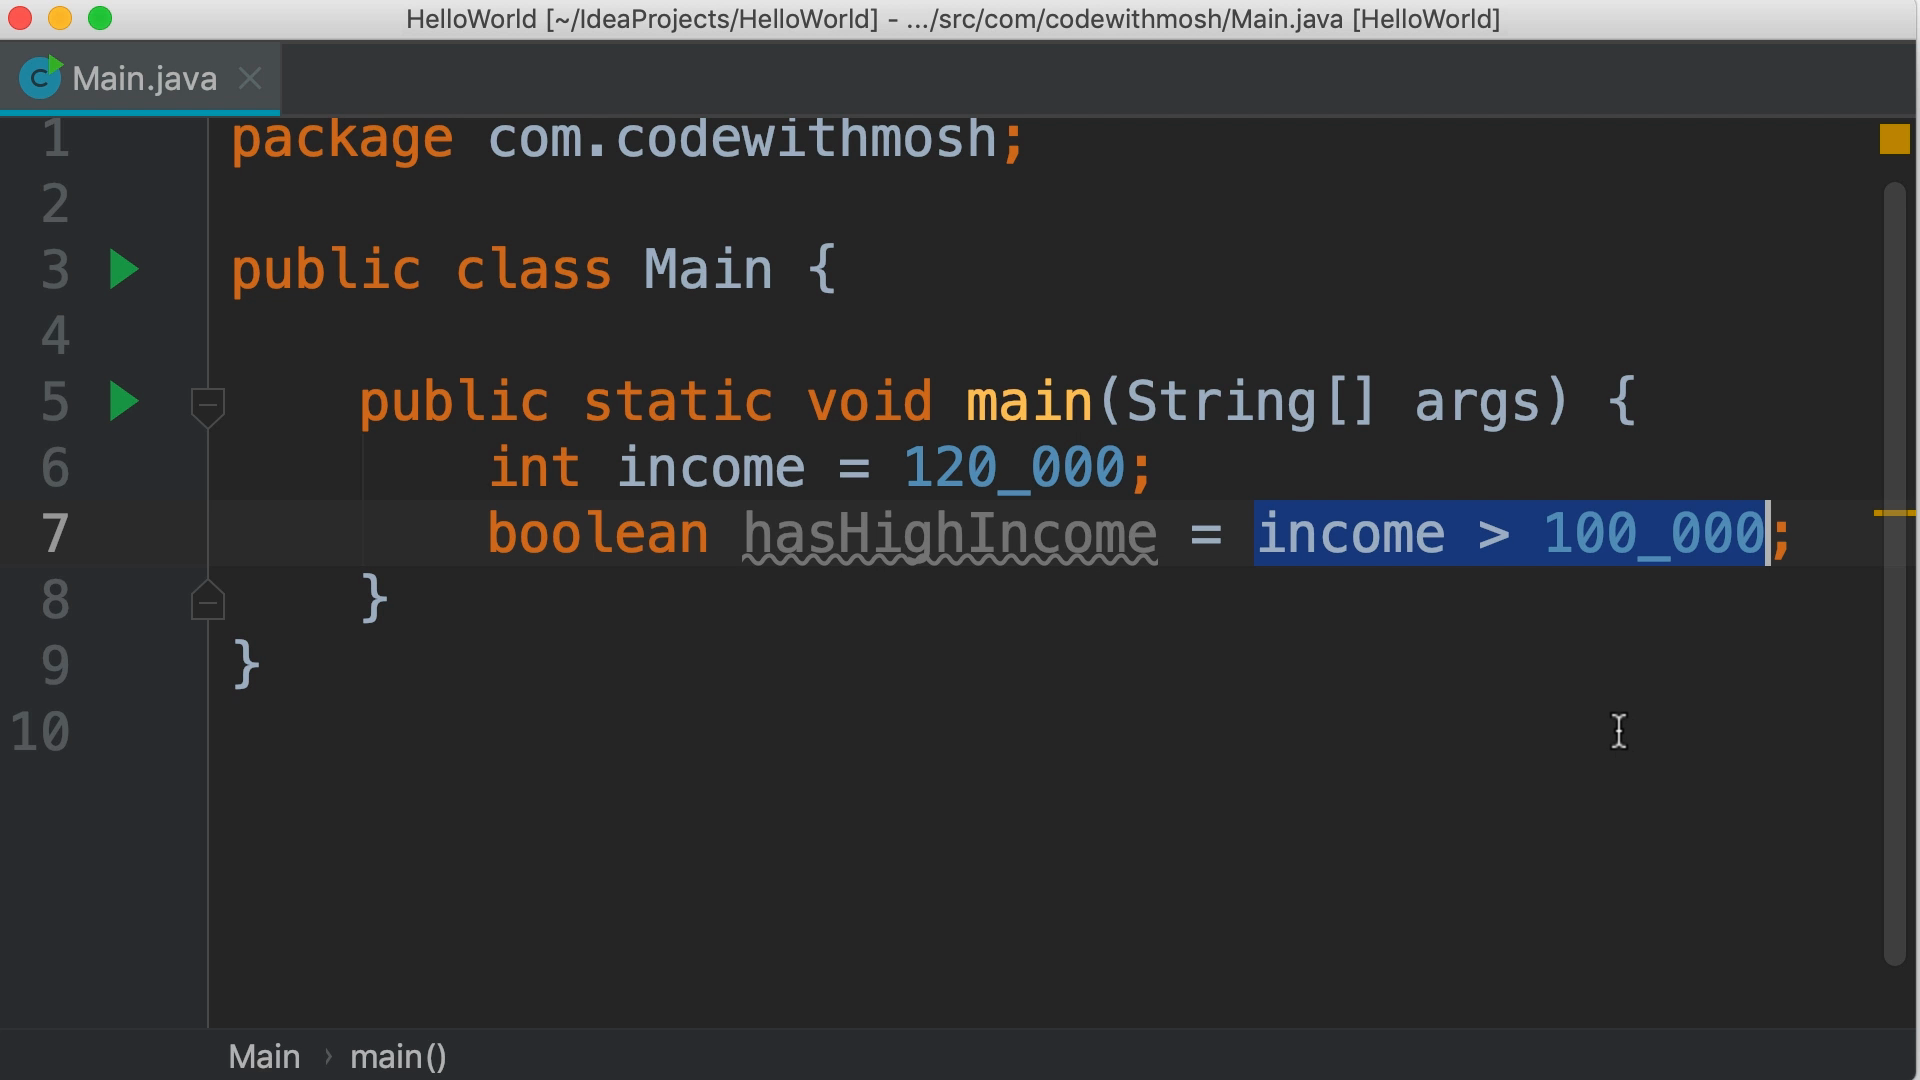 HelloWorld [~/IdeaProjects/HelloWorld] - .../src/com/codewithmosh/Main.java [HelloWorld]
C Main.java
1 package com.codewithmosh;
2
3 public class Main {
4
5 public static void main(String[] args) {
6 int income = 120_000;
7 boolean hasHighIncome = income > 100_000;
8 }
9 }
10
Main › main()